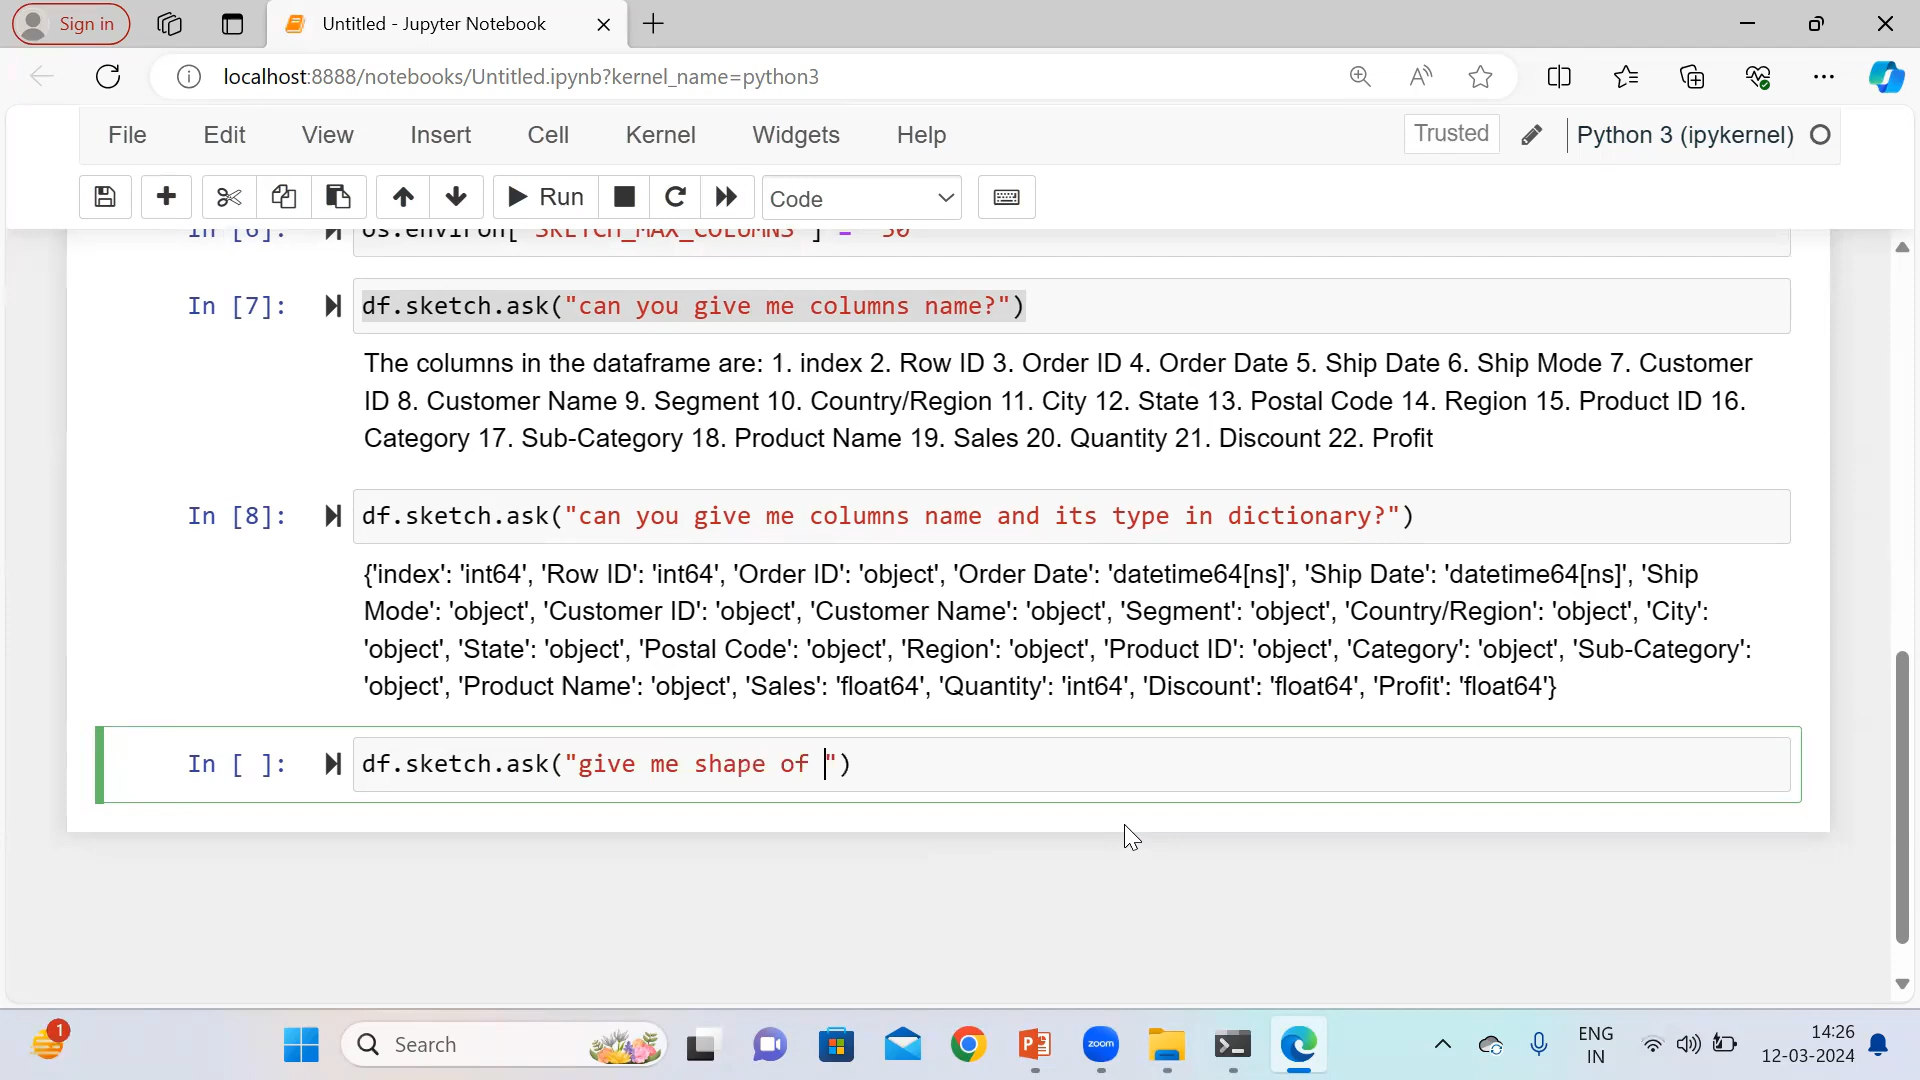 Sign in
Untitled - Jupyter Notebook
localhost:8888/notebooks/Untitled.ipynb?kernel_name=python3
File Edit View Insert Cell Kernel Widgets Help Trusted Python 3 (ipykernel)
Run Code
In [6]: os.environ["SKETCH_MAX_COLUMNS"] = "50"
In [7]: df.sketch.ask("can you give me columns name?")
The columns in the dataframe are: 1. index 2. Row ID 3. Order ID 4. Order Date 5. Ship Date 6. Ship Mode 7. Customer
ID 8. Customer Name 9. Segment 10. Country/Region 11. City 12. State 13. Postal Code 14. Region 15. Product ID 16.
Category 17. Sub-Category 18. Product Name 19. Sales 20. Quantity 21. Discount 22. Profit
In [8]: df.sketch.ask("can you give me columns name and its type in dictionary?")
{'index': 'int64', 'Row ID': 'int64', 'Order ID': 'object', 'Order Date': 'datetime64[ns]', 'Ship Date': 'datetime64[ns]', 'Ship
Mode': 'object', 'Customer ID': 'object', 'Customer Name': 'object', 'Segment': 'object', 'Country/Region': 'object', 'City':
'object', 'State': 'object', 'Postal Code': 'object', 'Region': 'object', 'Product ID': 'object', 'Category': 'object', 'Sub-Category':
'object', 'Product Name': 'object', 'Sales': 'float64', 'Quantity': 'int64', 'Discount': 'float64', 'Profit': 'float64'}
In [ ]: df.sketch.ask("give me shape of ")
1
Search
zoom
ENG
IN
14:26
12-03-2024